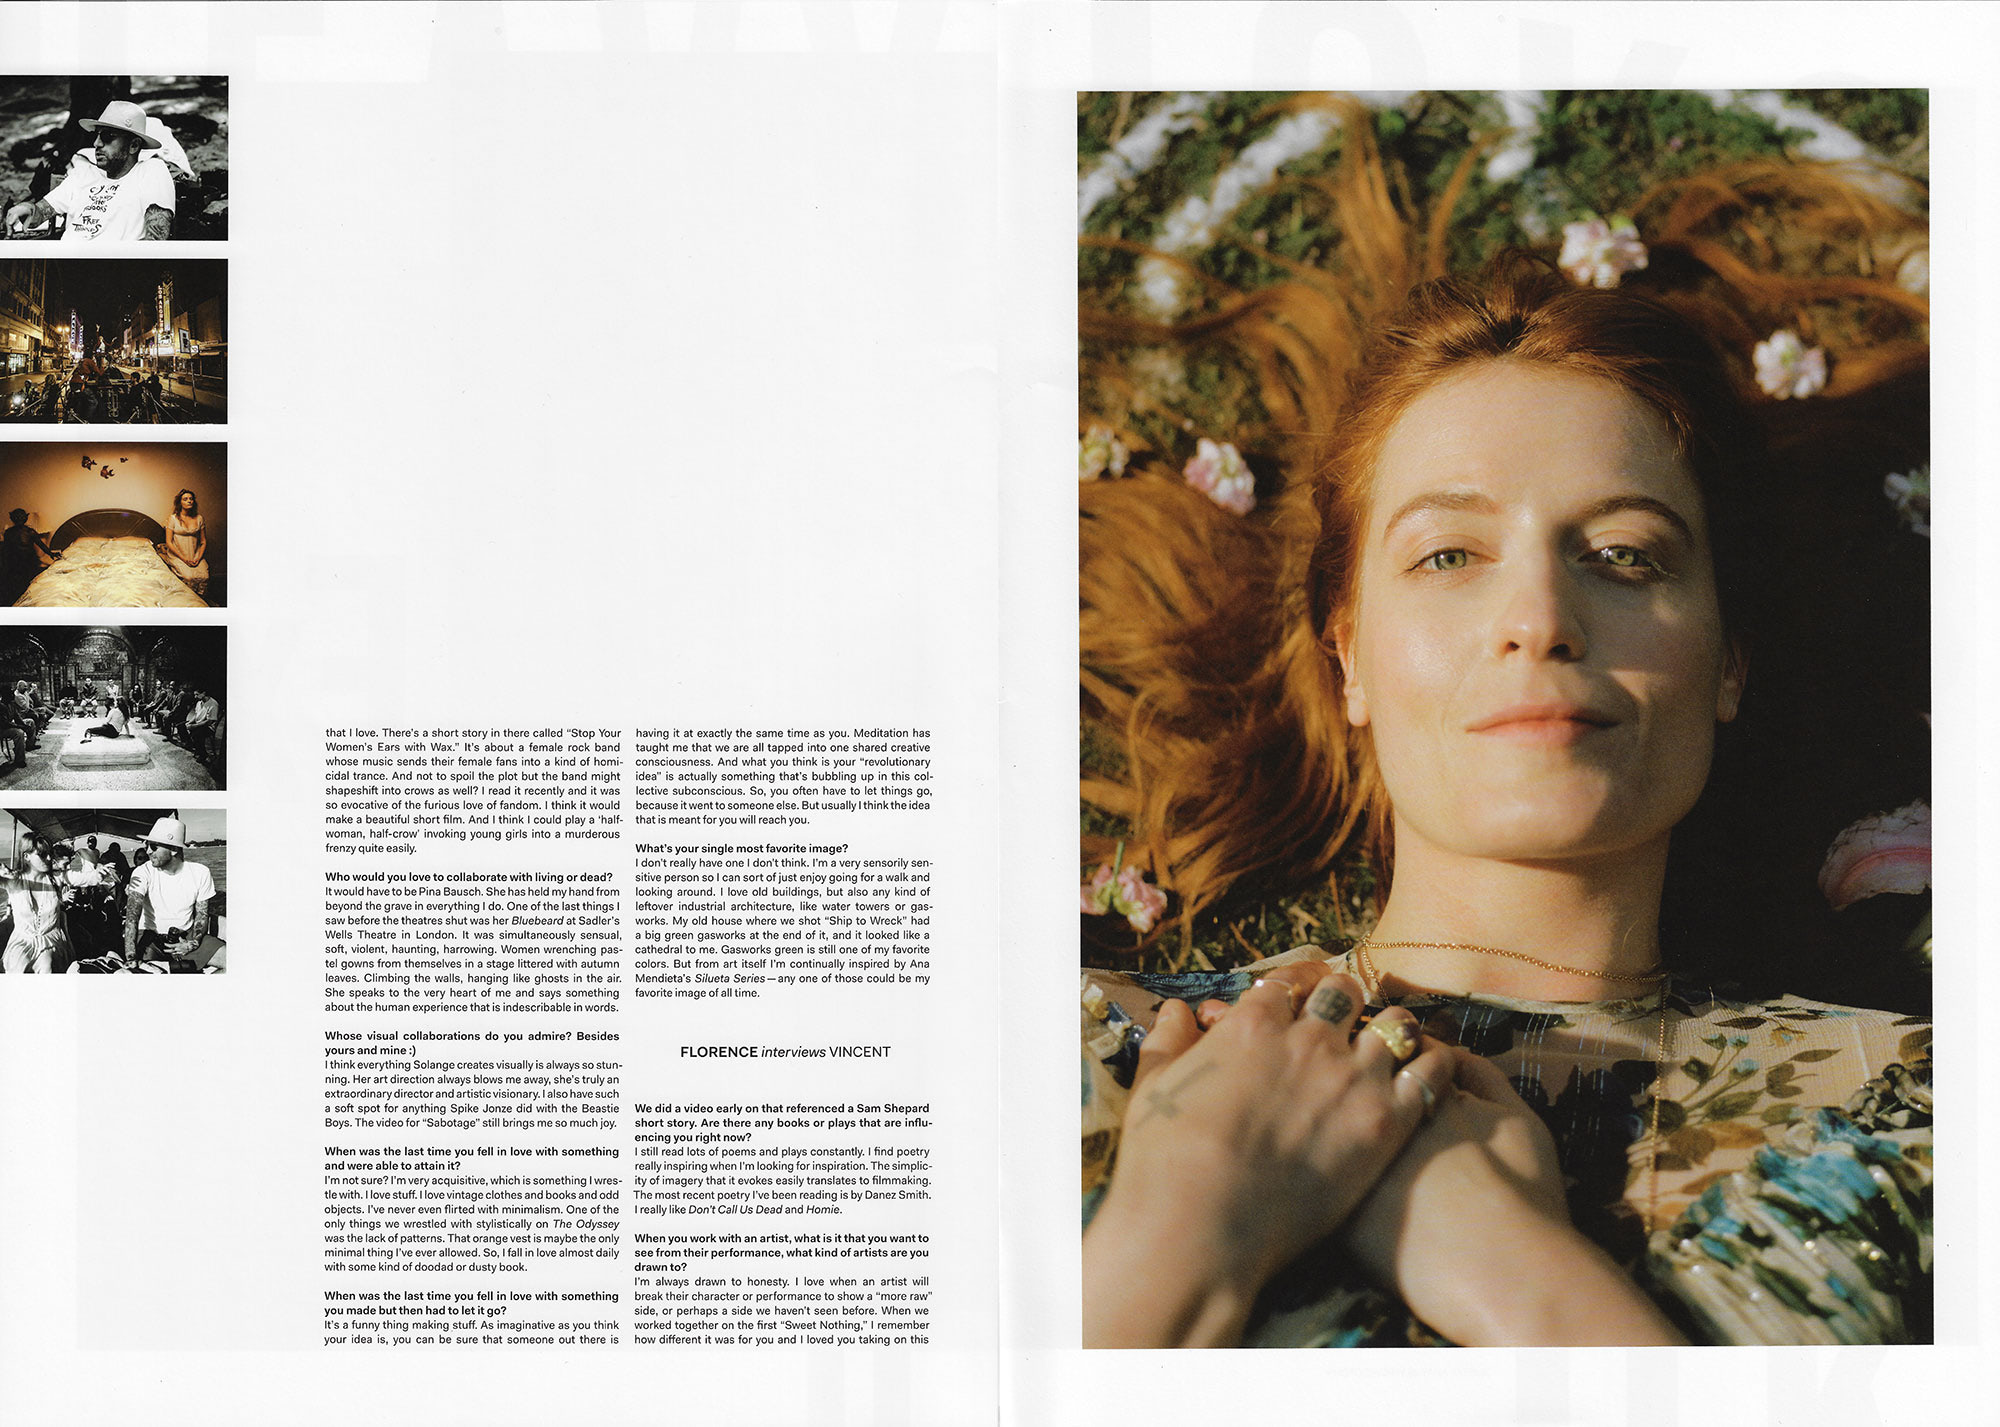 that I love. There's a short story in there called “Stop Your
Women's Ears with Wax.” It's about a female rock band
whose music sends their female fans into a kind of homi-
cidal trance. And not to spoil the plot but the band might
shapeshift into crows as well? I read it recently and it was
so evocative of the furious love of fandom. I think it would
make a beautiful short film. And I think I could play a ‘half-
woman, half-crow’ invoking young girls into a murderous
frenzy quite easily.
Who would you love to collaborate with living or dead?
It would have to be Pina Bausch. She has held my hand from
beyond the grave in everything I do. One of the last things I
saw before the theatres shut was her Bluebeard at Sadler's
Wells Theatre in London. It was simultaneously sensual,
soft, violent, haunting, harrowing. Women wrenching pas-
tel gowns from themselves in a stage littered with autumn
leaves. Climbing the walls, hanging like ghosts in the air.
She speaks to the very heart of me and says something
about the human experience that is indescribable in words.
Whose visual collaborations do you admire? Besides
yours and mine :)
I think everything Solange creates visually is always so stun-
ning. Her art direction always blows me away, she's truly an
extraordinary director and artistic visionary. I also have such
a soft spot for anything Spike Jonze did with the Beastie
Boys. The video for “Sabotage” still brings me so much joy.
When was the last time you fell in love with something
and were able to attain it?
I'm not sure? I'm very acquisitive, which is something I wres-
tle with. I love stuff. I love vintage clothes and books and odd
objects. I've never even flirted with minimalism. One of the
only things we wrestled with stylistically on The Odyssey
was the lack of patterns. That orange vest is maybe the only
minimal thing I've ever allowed. So, I fall in love almost daily
with some kind of doodad or dusty book.
When was the last time you fell in love with something
you made but then had to let it go?
It's a funny thing making stuff. As imaginative as you think
your idea is, you can be sure that someone out there is
having it at exactly the same time as you. Meditation has
taught me that we are all tapped into one shared creative
consciousness. And what you think is your “revolutionary
idea” is actually something that's bubbling up in this col-
lective subconscious. So, you often have to let things go,
because it went to someone else. But usually I think the idea
that is meant for you will reach you.
What's your single most favorite image?
I don't really have one I don't think. I'm a very sensorily sen-
sitive person so I can sort of just enjoy going for a walk and
looking around. I love old buildings, but also any kind of
leftover industrial architecture, like water towers or gas-
works. My old house where we shot “Ship to Wreck” had
a big green gasworks at the end of it, and it looked like a
cathedral to me. Gasworks green is still one of my favorite
colors. But from art itself I'm continually inspired by Ana
Mendieta's Silueta Series—any one of those could be my
favorite image of all time.
FLORENCE interviews VINCENT
We did a video early on that referenced a Sam Shepard
short story. Are there any books or plays that are influ-
encing you right now?
I still read lots of poems and plays constantly. I find poetry
really inspiring when I'm looking for inspiration. The simplic-
ity of imagery that it evokes easily translates to filmmaking.
The most recent poetry I've been reading is by Danez Smith.
I really like Don't Call Us Dead and Homie.
When you work with an artist, what is it that you want to
see from their performance, what kind of artists are you
drawn to?
I'm always drawn to honesty. I love when an artist will
break their character or performance to show a “more raw”
side, or perhaps a side we haven't seen before. When we
worked together on the first “Sweet Nothing,” I remember
how different it was for you and I loved you taking on this
FREE
LOS ANGELES